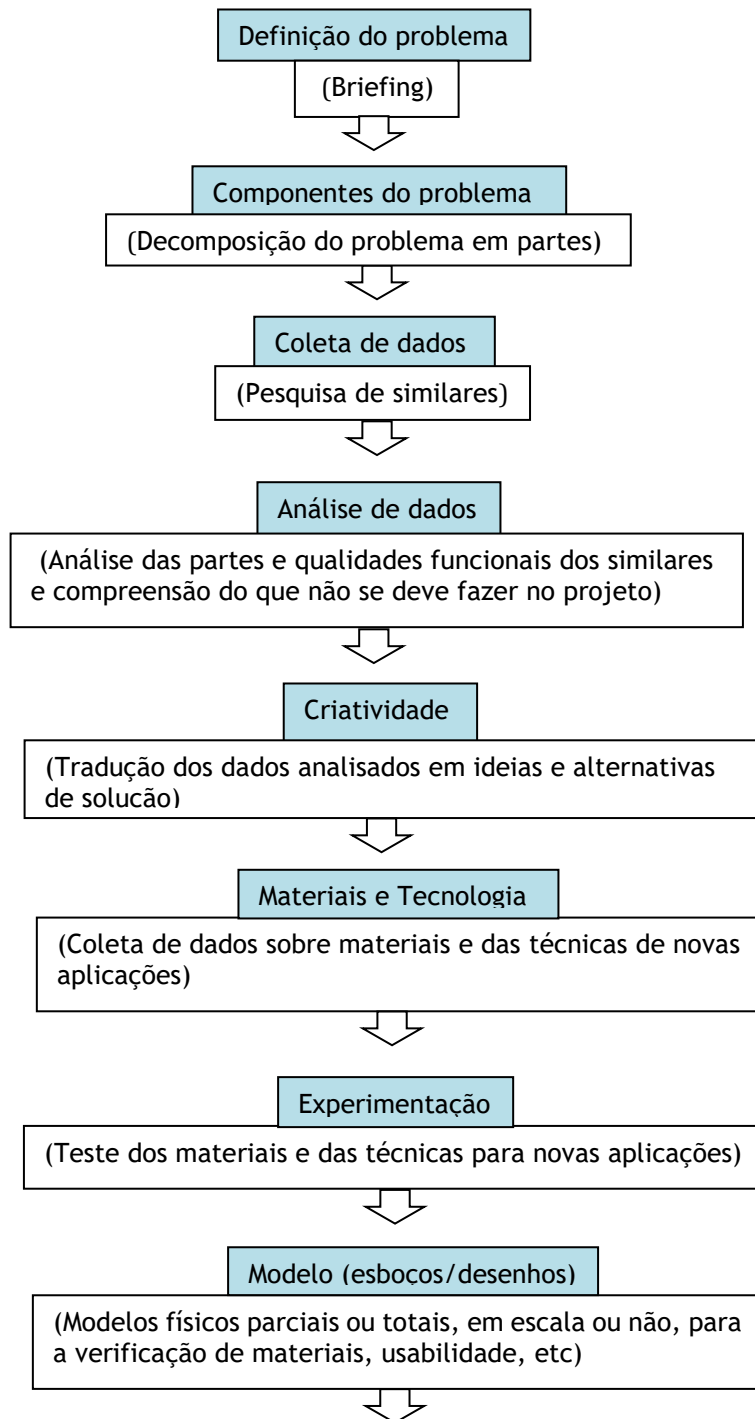 Definição do problema
(Briefing)
Componentes do problema
(Decomposição do problema em partes)
Coleta de dados
(Pesquisa de similares)
Análise de dados
(Análise das partes e qualidades funcionais dos similares
e compreensão do que não se deve fazer no projeto)
Criatividade
(Tradução dos dados analisados em ideias e alternativas
de solução)
Materiais e Tecnologia
(Coleta de dados sobre materiais e das técnicas de novas
aplicações)
Experimentação
(Teste dos materiais e das técnicas para novas aplicações)
Modelo (esboços/desenhos)
(Modelos físicos parciais ou totais, em escala ou não, para
a verificação de materiais, usabilidade, etc)